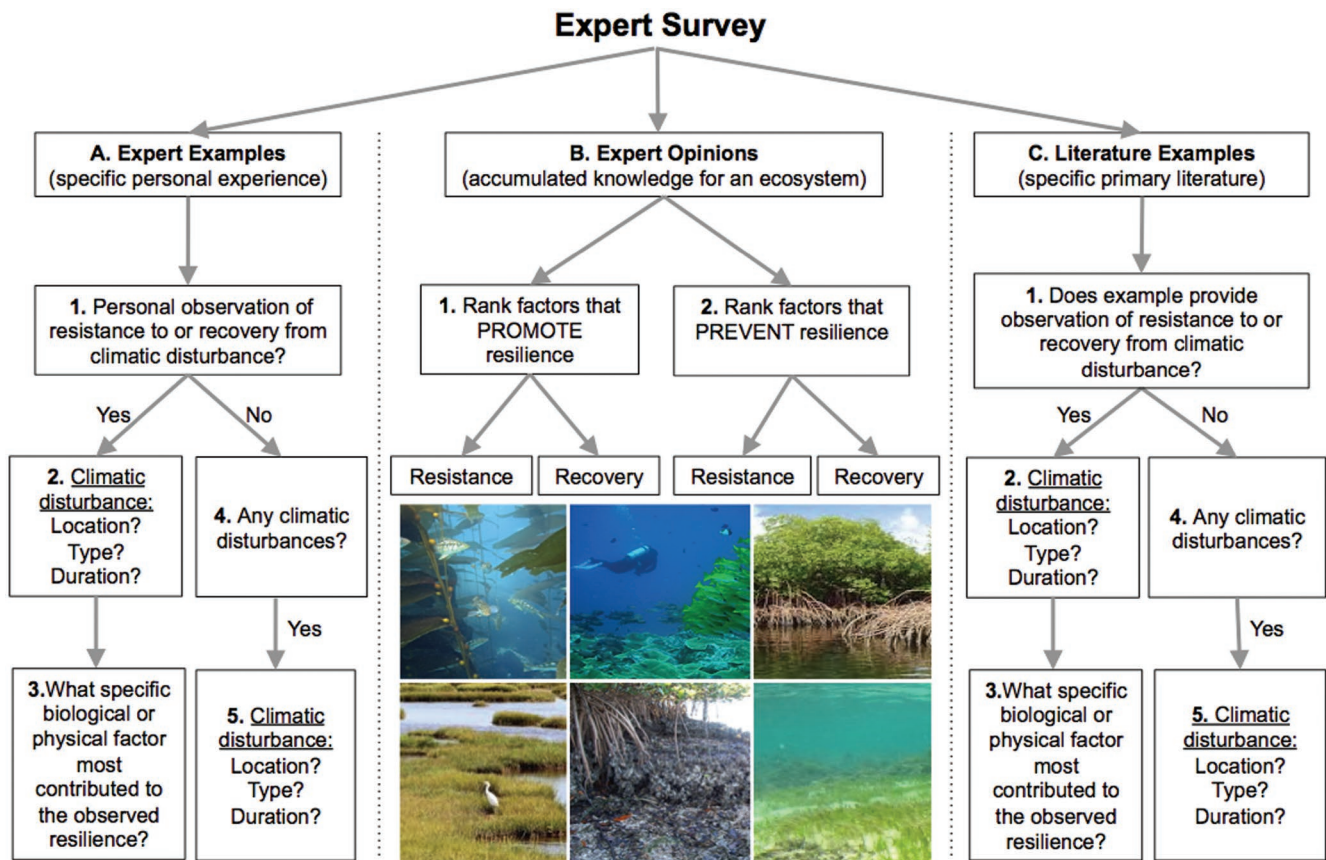 Expert Survey
A. Expert Examples
(specific personal experience)
1. Personal observation of
resistance to or recovery from
climatic disturbance?
Yes
No
2. Climatic
disturbance:
Location?
Type?
Duration?
4. Any climatic
disturbances?
Yes
3.What specific
biological or
physical factor
most
contributed to
the observed
resilience?
5. Climatic
disturbance:
Location?
Type?
Duration?
B. Expert Opinions
(accumulated knowledge for an ecosystem)
1. Rank factors that
PROMOTE
resilience
2. Rank factors that
PREVENT resilience
Resistance
Recovery
Resistance
Recovery
C. Literature Examples
(specific primary literature)
1. Does example provide
observation of resistance to or
recovery from climatic
disturbance?
Yes
No
2. Climatic
disturbance:
Location?
Type?
Duration?
4. Any climatic
disturbances?
Yes
3.What specific
biological or
physical factor
most
contributed to
the observed
resilience?
5. Climatic
disturbance:
Location?
Type?
Duration?